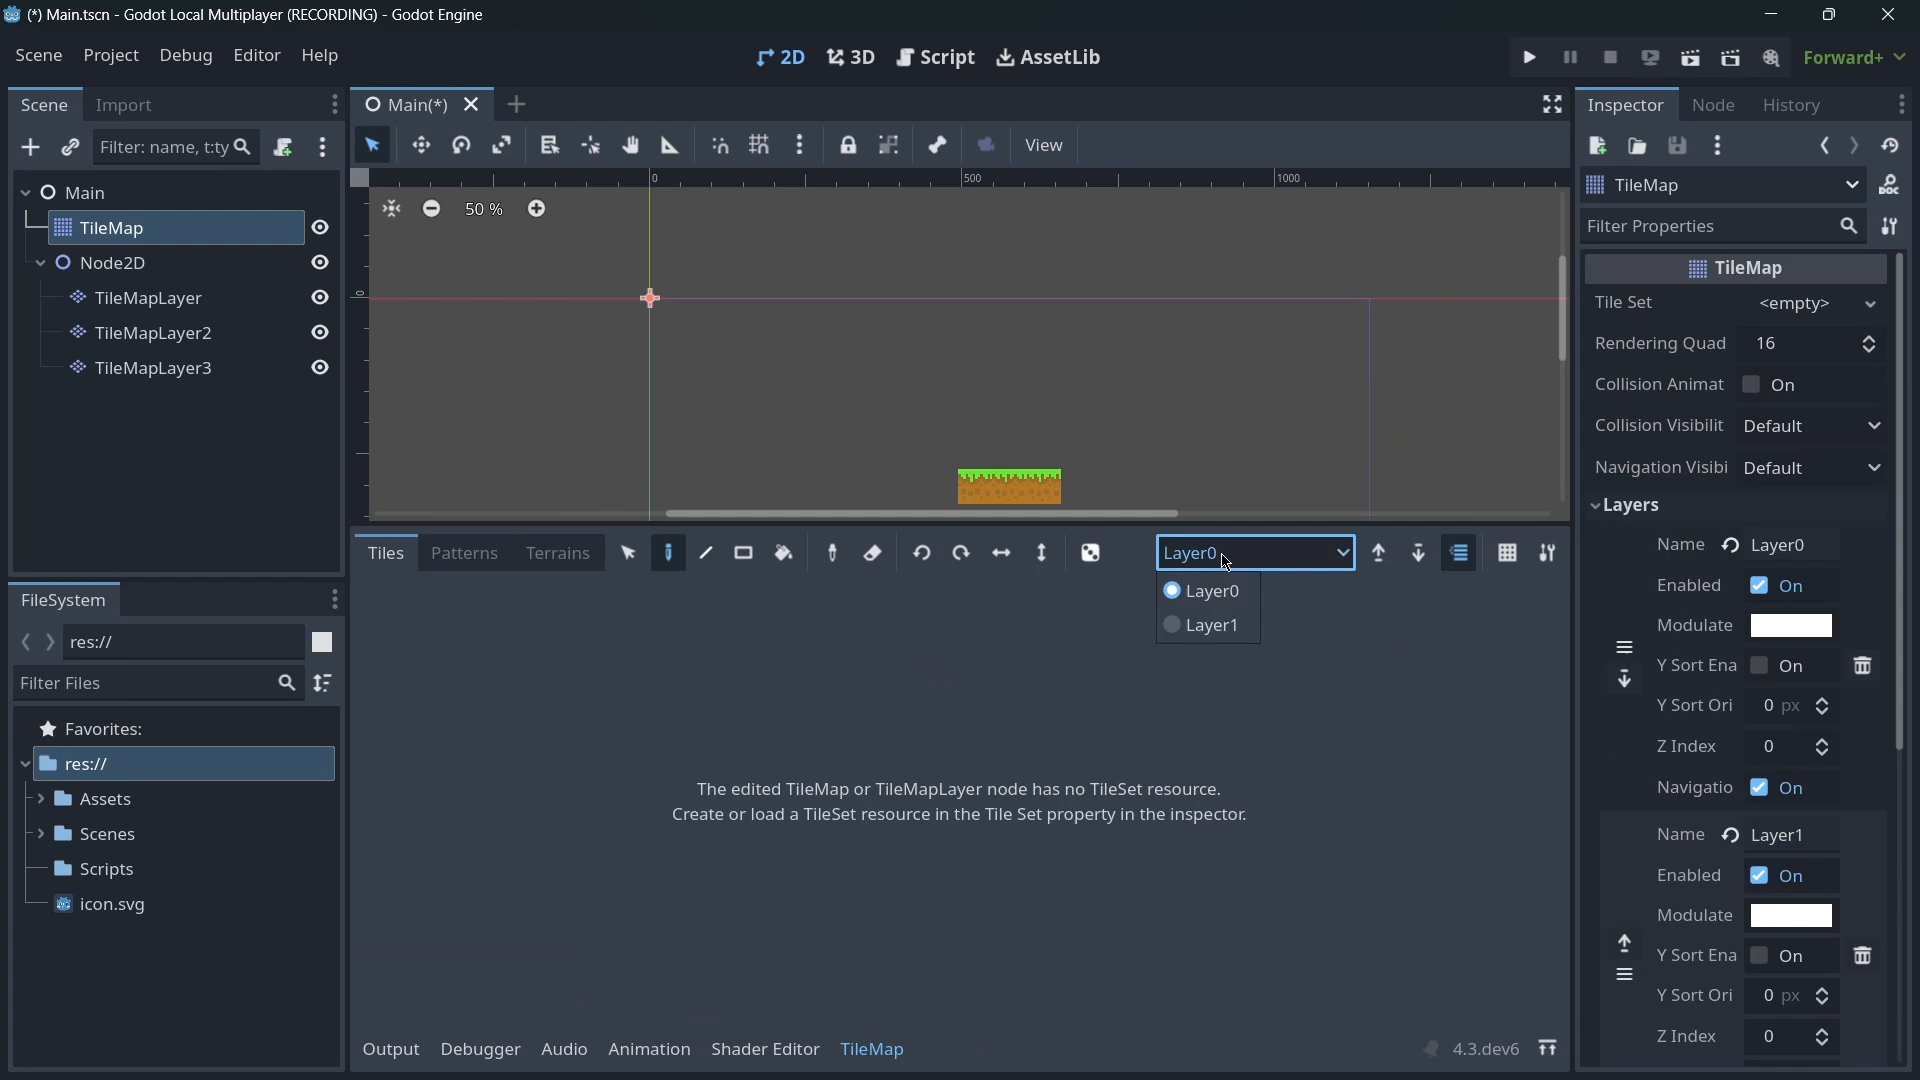 (*) Main.tscn - Godot Local Multiplayer (RECORDING) - Godot Engine
Scene Project Debug Editor Help
2D 3D Script AssetLib
Forward+
Scene Import
Filter: name, t:ty
Main
TileMap
Node2D
TileMapLayer
TileMapLayer2
TileMapLayer3
FileSystem
res://
Filter Files
Favorites:
res://
Assets
Scenes
Scripts
icon.svg
Main(*)
View
0 500 1000
0
50 %
Tiles Patterns Terrains
Layer0
Layer0
Layer1
The edited TileMap or TileMapLayer node has no TileSet resource.
Create or load a TileSet resource in the Tile Set property in the inspector.
Output Debugger Audio Animation Shader Editor TileMap
4.3.dev6
Inspector Node History
TileMap
DOC
Filter Properties
TileMap
Tile Set <empty>
Rendering Quad 16
Collision Animat On
Collision Visibilit Default
Navigation Visibi Default
Layers
Name Layer0
Enabled On
Modulate
Y Sort Ena On
Y Sort Ori 0 px
Z Index 0
Navigatio On
Name Layer1
Enabled On
Modulate
Y Sort Ena On
Y Sort Ori 0 px
Z Index 0